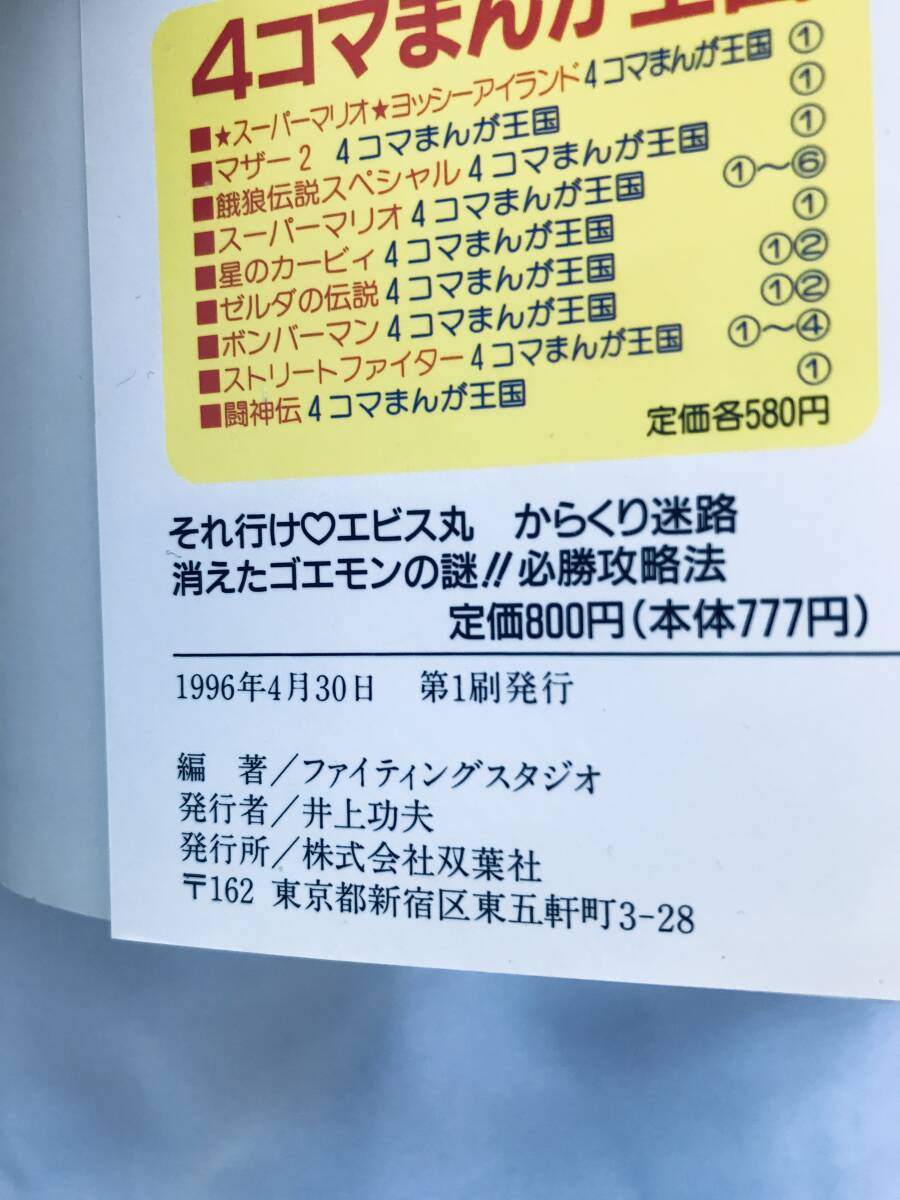 4コマまんが王国
■★スーパーマリオ★ヨッシーアイランド4コマまんが王国 ①
■マザー2 4コマまんが王国 ①
■餓狼伝説スペシャル4コマまんが王国 ①
■スーパーマリオ4コマまんが王国 ①〜⑥
■星のカービィ4コマまんが王国 ①
■ゼルダの伝説4コマまんが王国 ①②
■ボンバーマン4コマまんが王国 ①②
■ストリートファイター4コマまんが王国 ①〜④
■闘神伝4コマまんが王国 ①
定価各580円
それ行け♡エビス丸 からくり迷路
消えたゴエモンの謎!!必勝攻略法
定価800円(本体777円)
1996年4月30日 第1刷発行
編 著/ファイティングスタジオ
発行者/井上功夫
発行所/株式会社双葉社
〒162 東京都新宿区東五軒町3-28